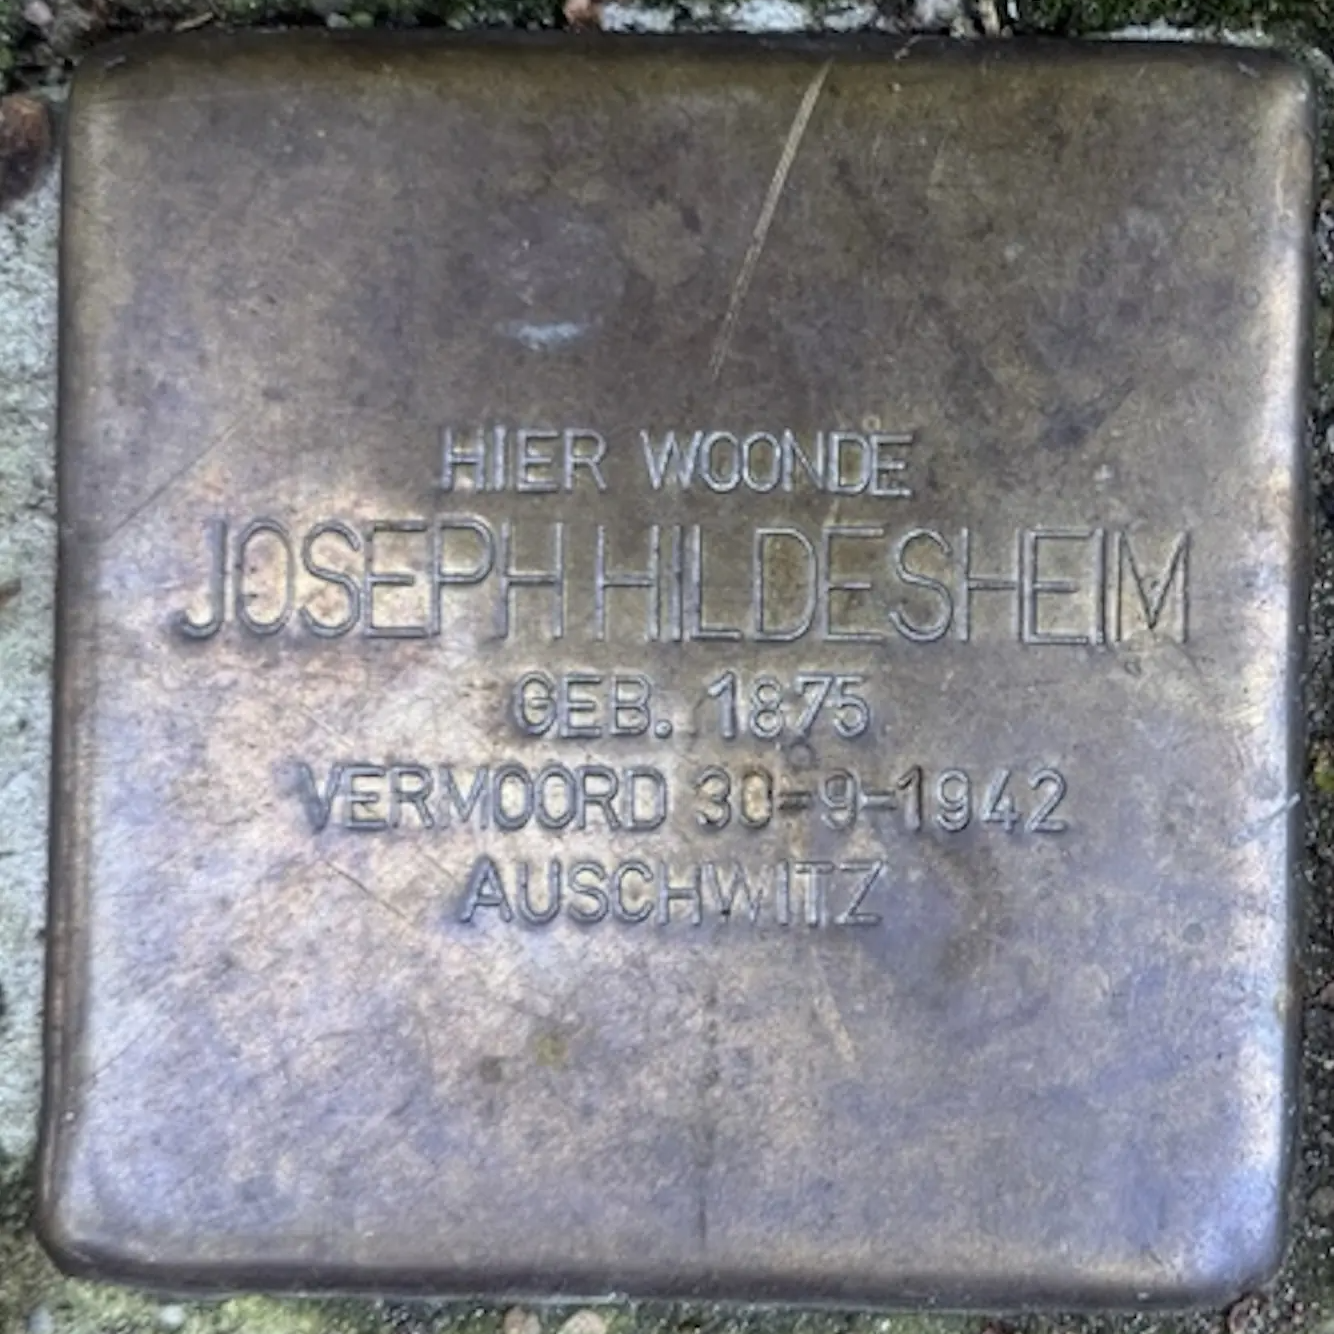 HIER WOONDE
JOSEPH HILDESHEIM
GEB. 1875
VERMOORD 30-9-1942
AUSCHWITZ